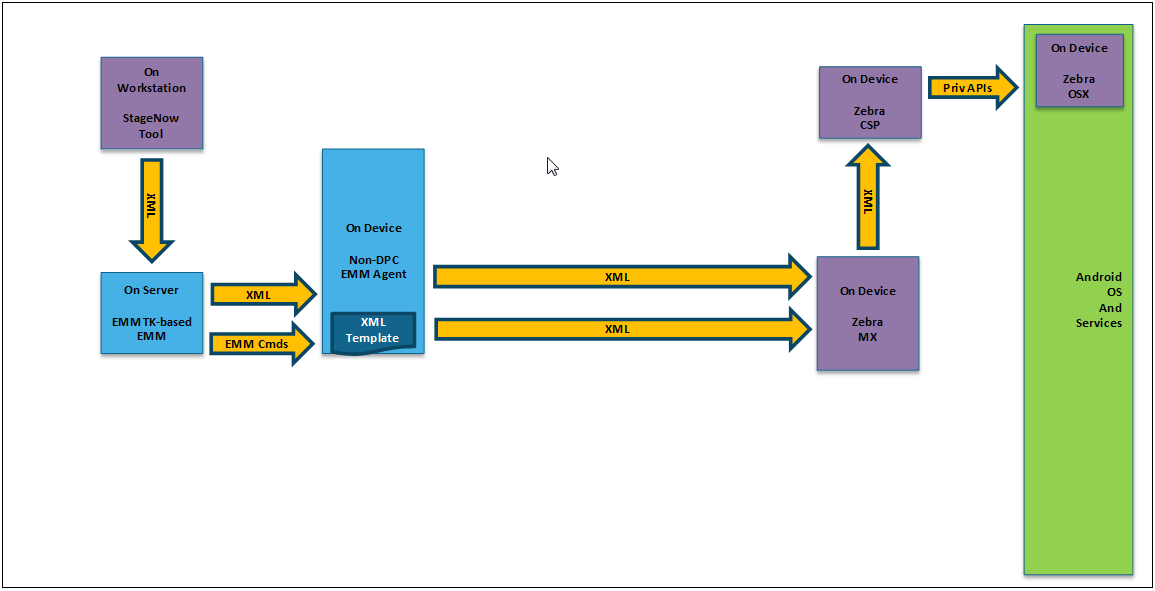 On
Workstation
StageNow
Tool
XML
On Server
EMMTK-based
EMM
XML
EMM Cmds
On Device
Non-DPC
EMM Agent
XML
Template
XML
XML
On Device
Zebra
MX
XML
On Device
Zebra
CSP
Priv APIs
On Device
Zebra
OSX
Android
OS
And
Services